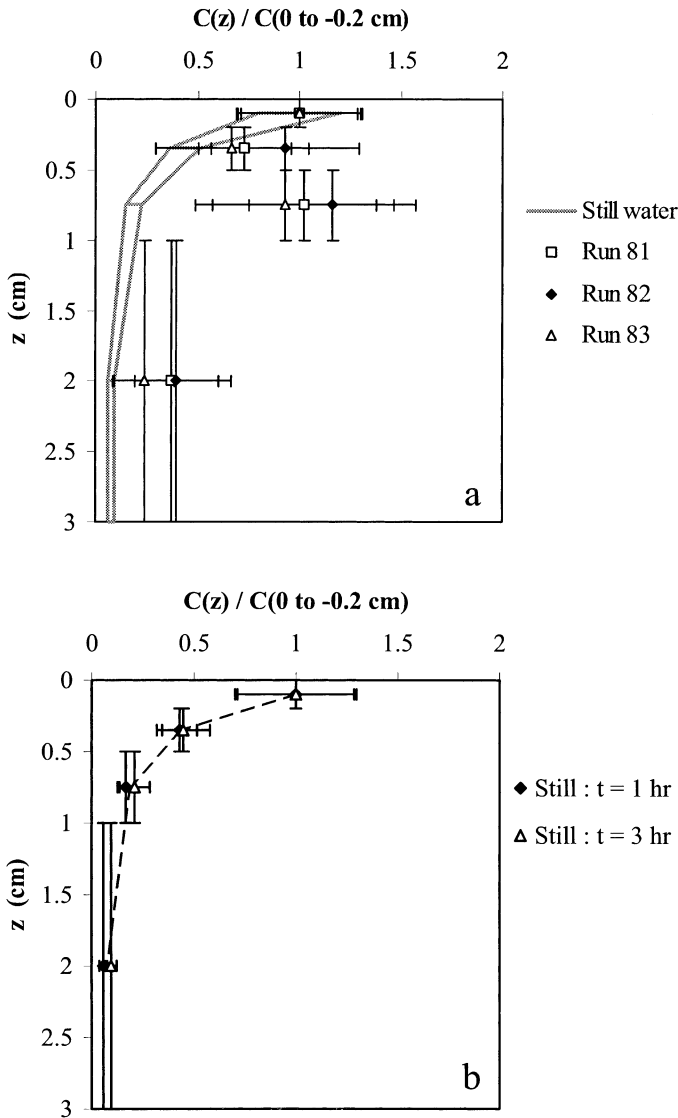 C(z) / C(0 to -0.2 cm)
0 0.5 1 1.5 2
0
0.5
1
1.5
2
2.5
3
z (cm)
Still water
Run 81
Run 82
Run 83
a
C(z) / C(0 to -0.2 cm)
0 0.5 1 1.5 2
0
0.5
1
1.5
2
2.5
3
z (cm)
Still : t = 1 hr
Still : t = 3 hr
b